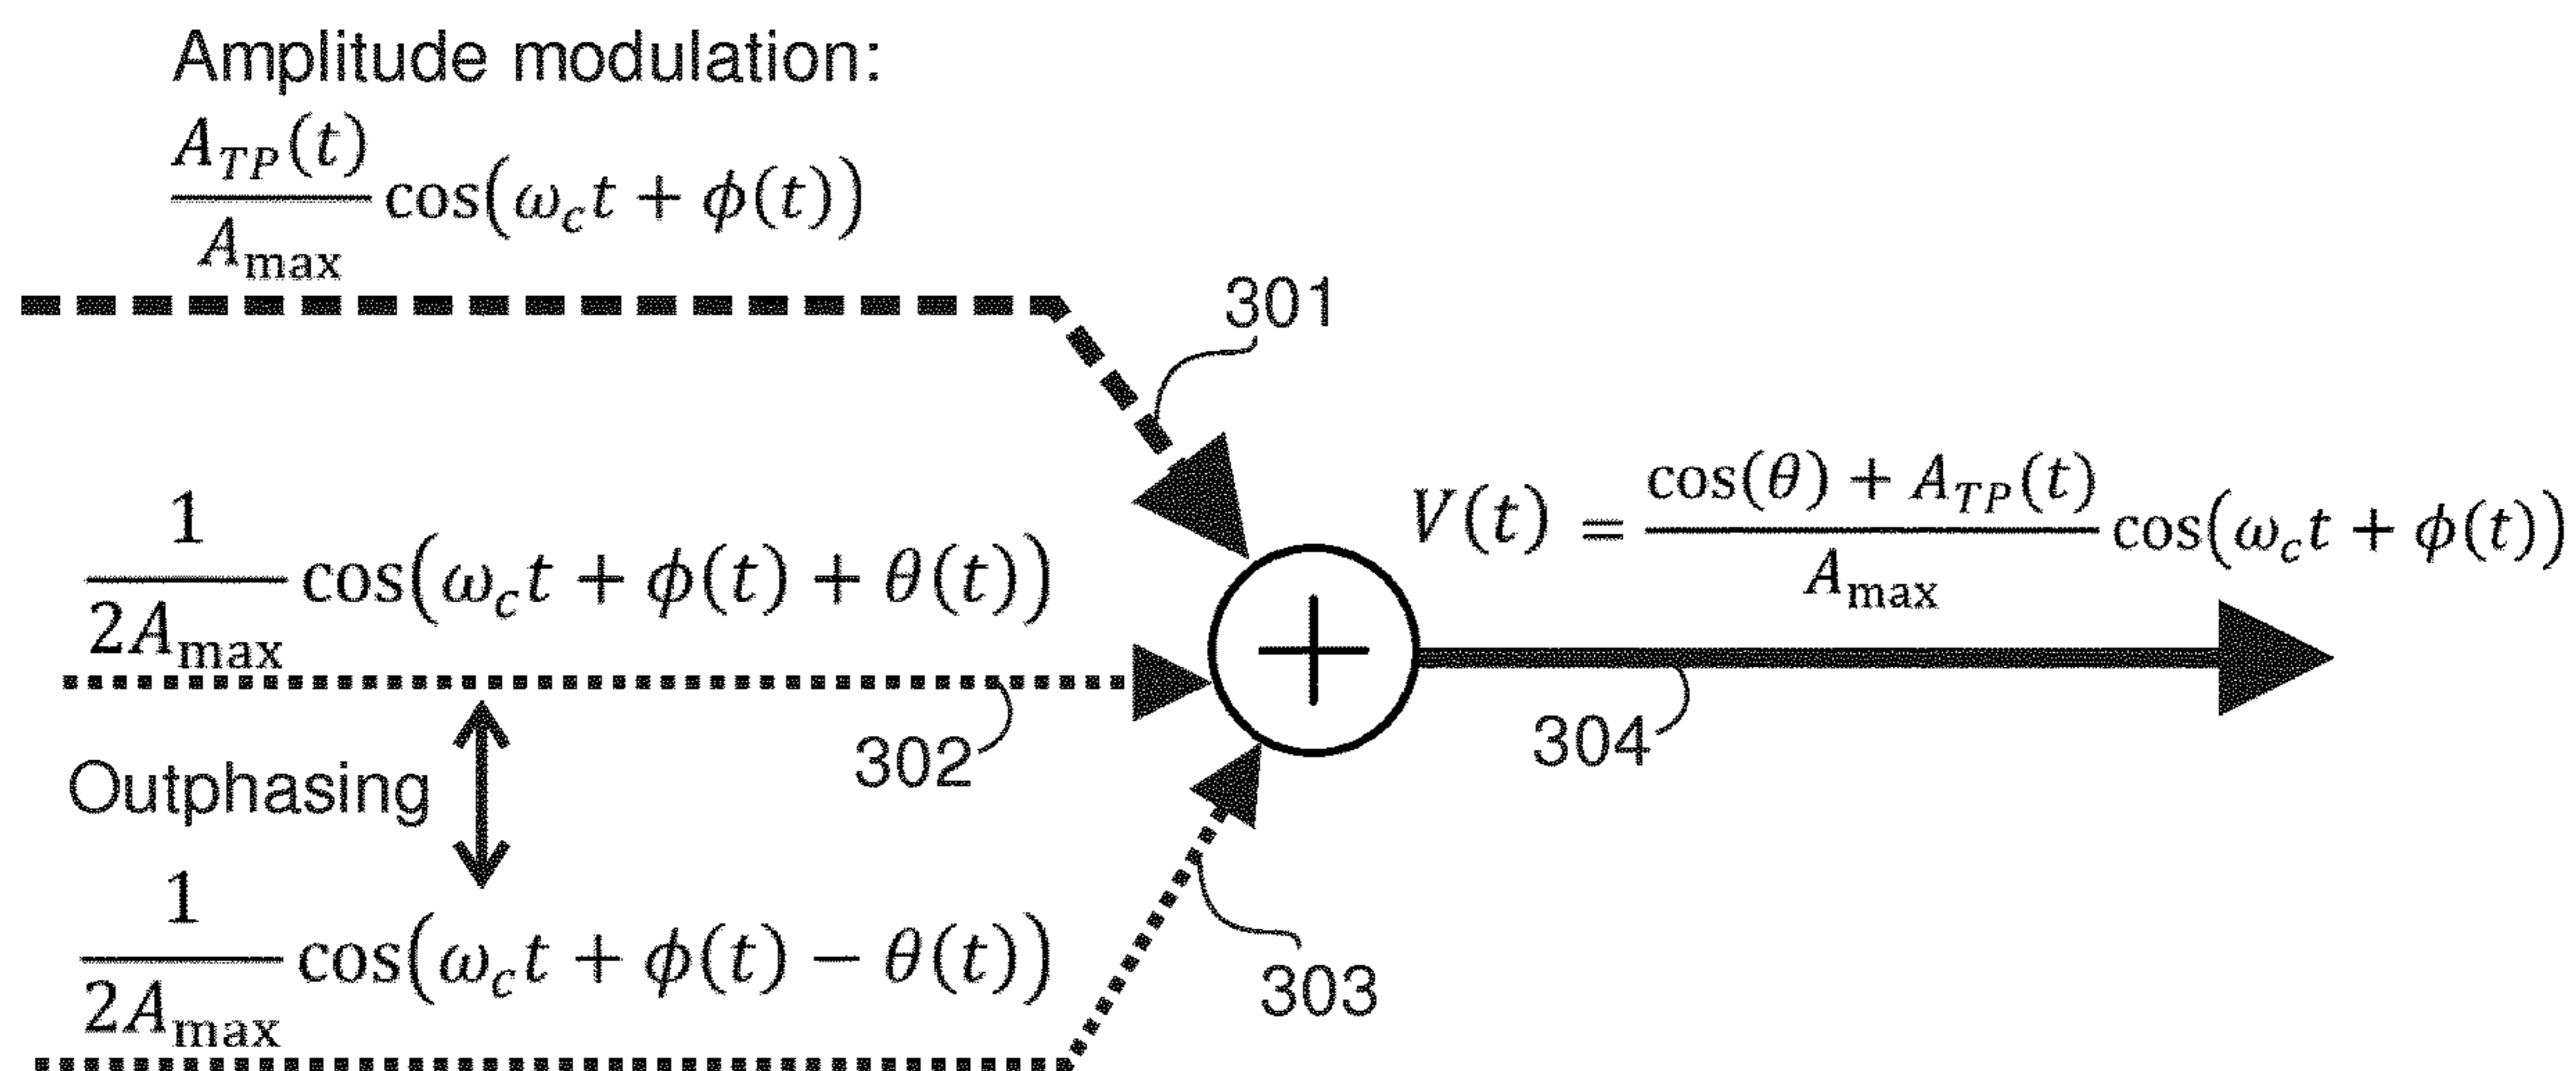 Amplitude modulation:
A_TP(t)/A_max cos(ω_c t + ϕ(t))
301
V(t) = (cos(θ) + A_TP(t))/A_max cos(ω_c t + ϕ(t))
1/(2A_max) cos(ω_c t + ϕ(t) + θ(t))
302
304
Outphasing
1/(2A_max) cos(ω_c t + ϕ(t) − θ(t))
303